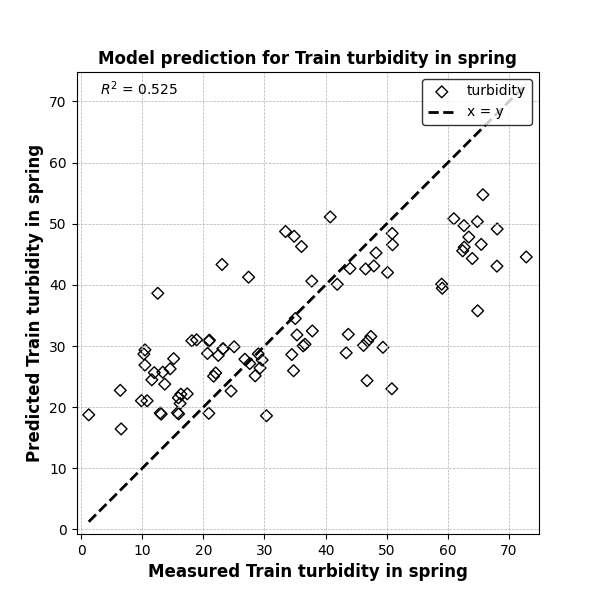 Model prediction for Train turbidity in spring
R² = 0.525
turbidity
x = y
70
60
50
40
30
20
10
0
Predicted Train turbidity in spring
0 10 20 30 40 50 60 70
Measured Train turbidity in spring